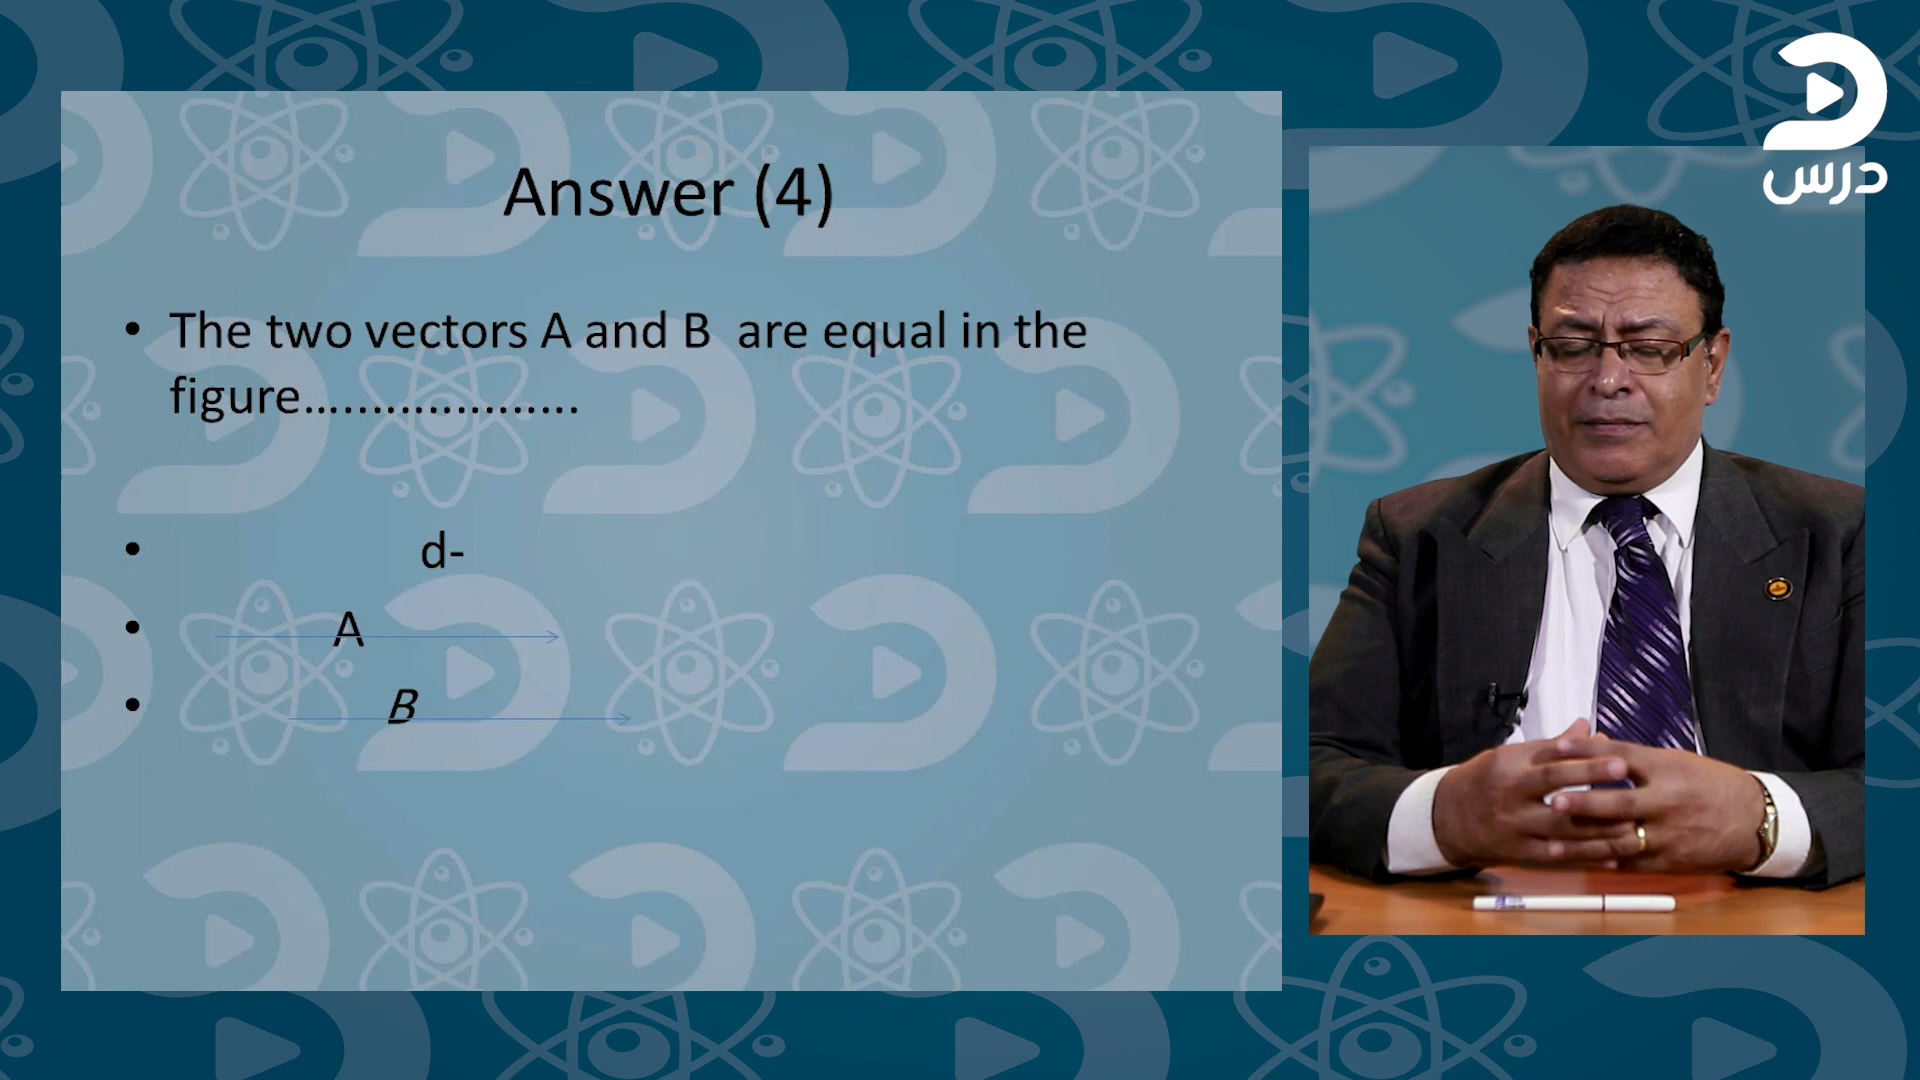 درس
Answer (4)
• The two vectors A and B are equal in the
figure....................
• d-
• A
• B